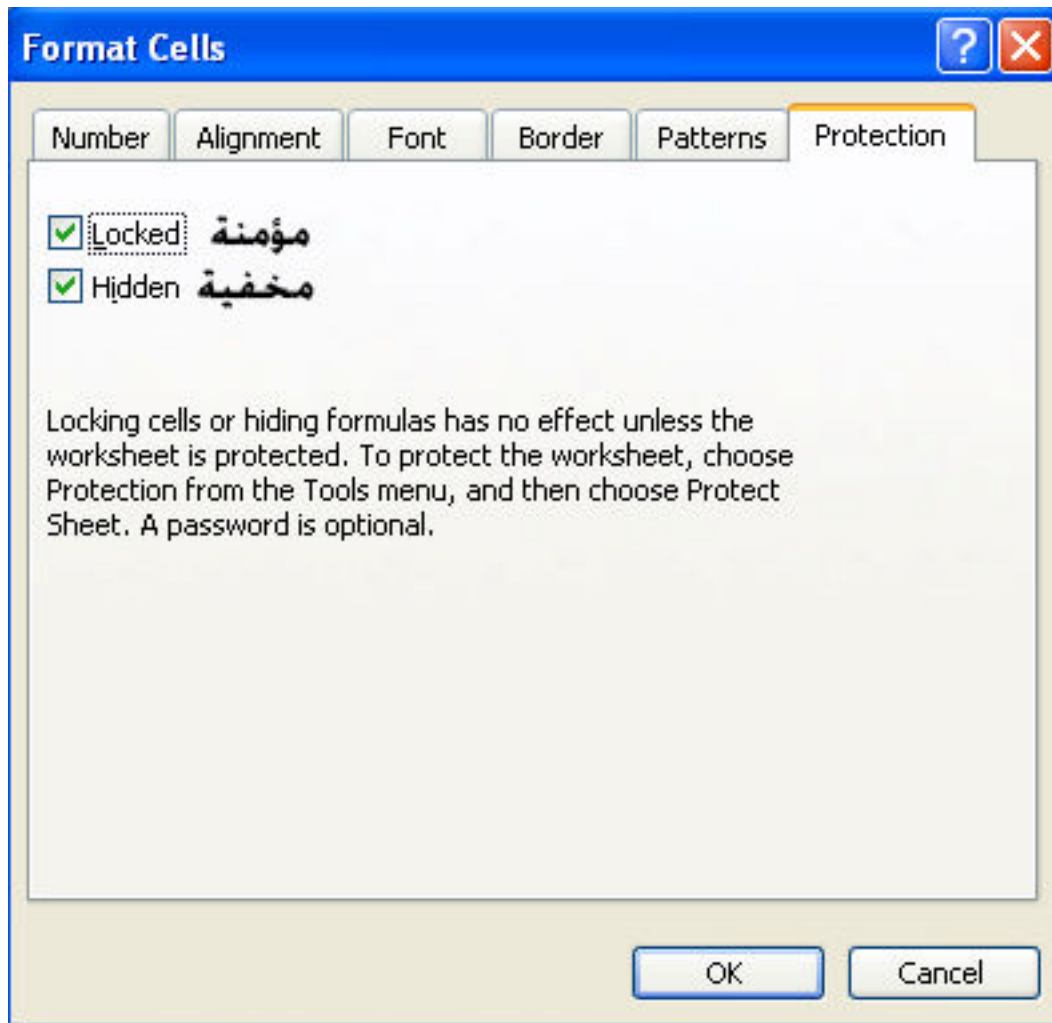 Format Cells
Number Alignment Font Border Patterns Protection
Locked مؤمنة
Hidden مخفية
Locking cells or hiding formulas has no effect unless the
worksheet is protected. To protect the worksheet, choose
Protection from the Tools menu, and then choose Protect
Sheet. A password is optional.
OK Cancel